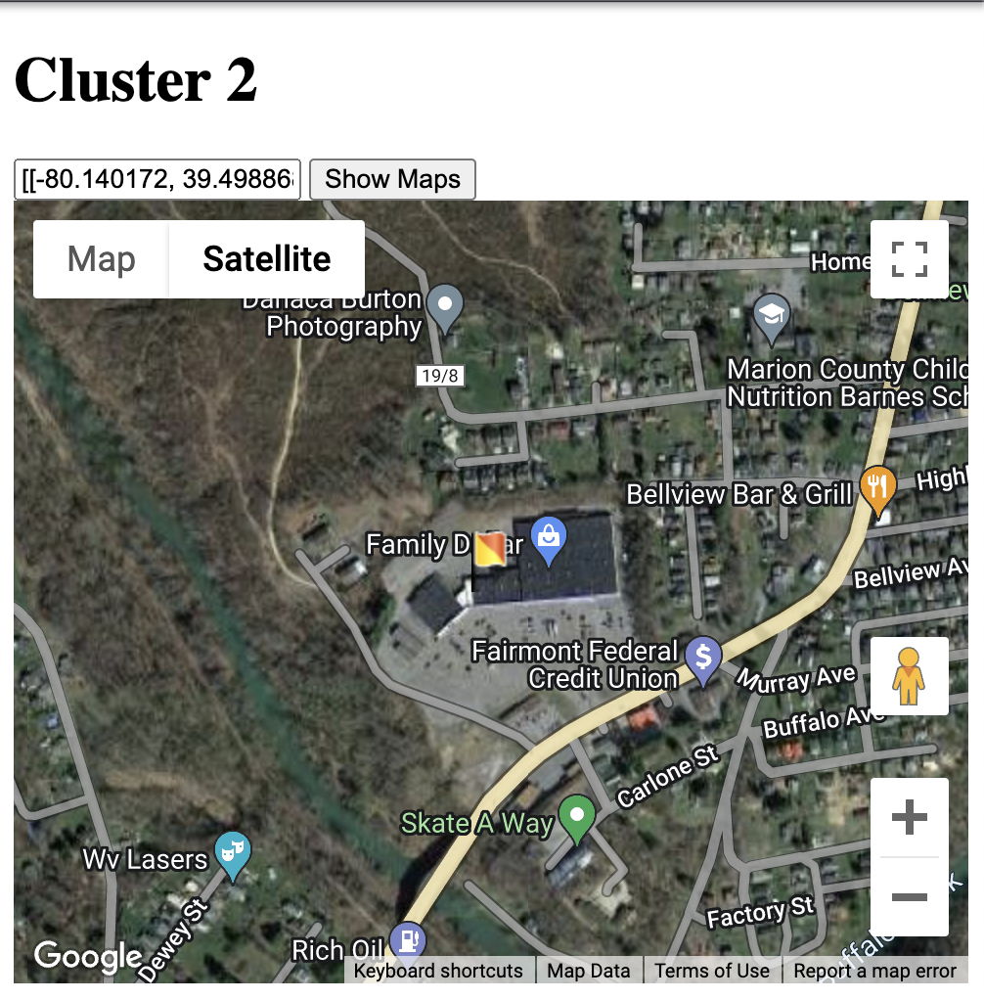 Cluster 2
[[-80.140172, 39.49886
Show Maps
Map
Satellite
Danaca Burton
Photography
Home
19/8
Marion County Chil
Nutrition Barnes Sc
Bellview Bar & Grill
High
Family D ar
Bellview Av
Fairmont Federal
Credit Union
Murray Ave
Buffalo Ave
Carlone St
Skate A Way
Wv Lasers
Dewey St
Factory St
Rich Oil
Google
Keyboard shortcuts
Map Data
Terms of Use
Report a map error